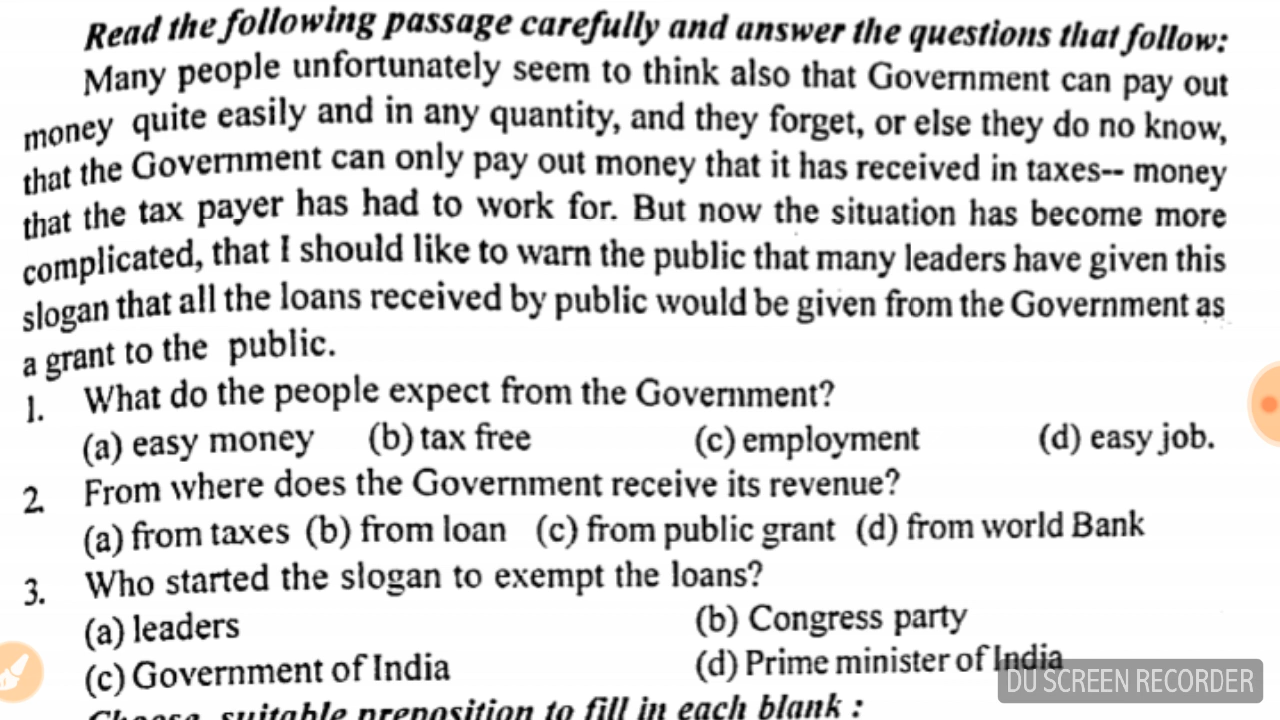 Read the following passage carefully and answer the questions that follow:
Many people unfortunately seem to think also that Government can pay out
money quite easily and in any quantity, and they forget, or else they do no know,
that the Government can only pay out money that it has received in taxes-- money
that the tax payer has had to work for. But now the situation has become more
complicated, that I should like to warn the public that many leaders have given this
slogan that all the loans received by public would be given from the Government as
a grant to the public.
1. What do the people expect from the Government?
(a) easy money (b) tax free (c) employment (d) easy job.
2. From where does the Government receive its revenue?
(a) from taxes (b) from loan (c) from public grant (d) from world Bank
3. Who started the slogan to exempt the loans?
(a) leaders (b) Congress party
(c) Government of India (d) Prime minister of India
DU SCREEN RECORDER
Choose suitable preposition to fill in each blank :